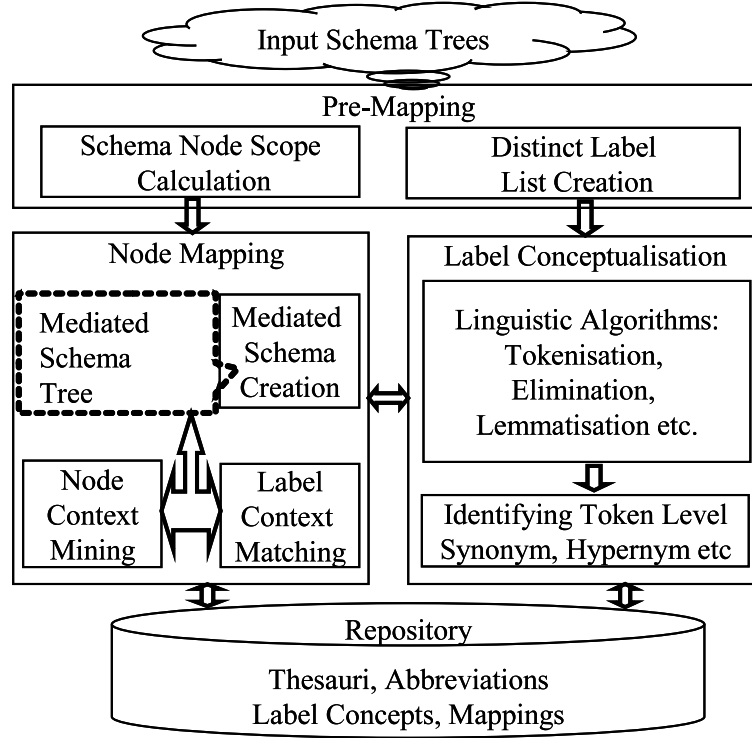 Input Schema Trees
Pre-Mapping
Schema Node Scope
Calculation
Distinct Label
List Creation
Node Mapping
Mediated
Schema
Tree
Mediated
Schema
Creation
Node
Context
Mining
Label
Context
Matching
Label Conceptualisation
Linguistic Algorithms:
Tokenisation,
Elimination,
Lemmatisation etc.
Identifying Token Level
Synonym, Hypernym etc
Repository
Thesauri, Abbreviations
Label Concepts, Mappings